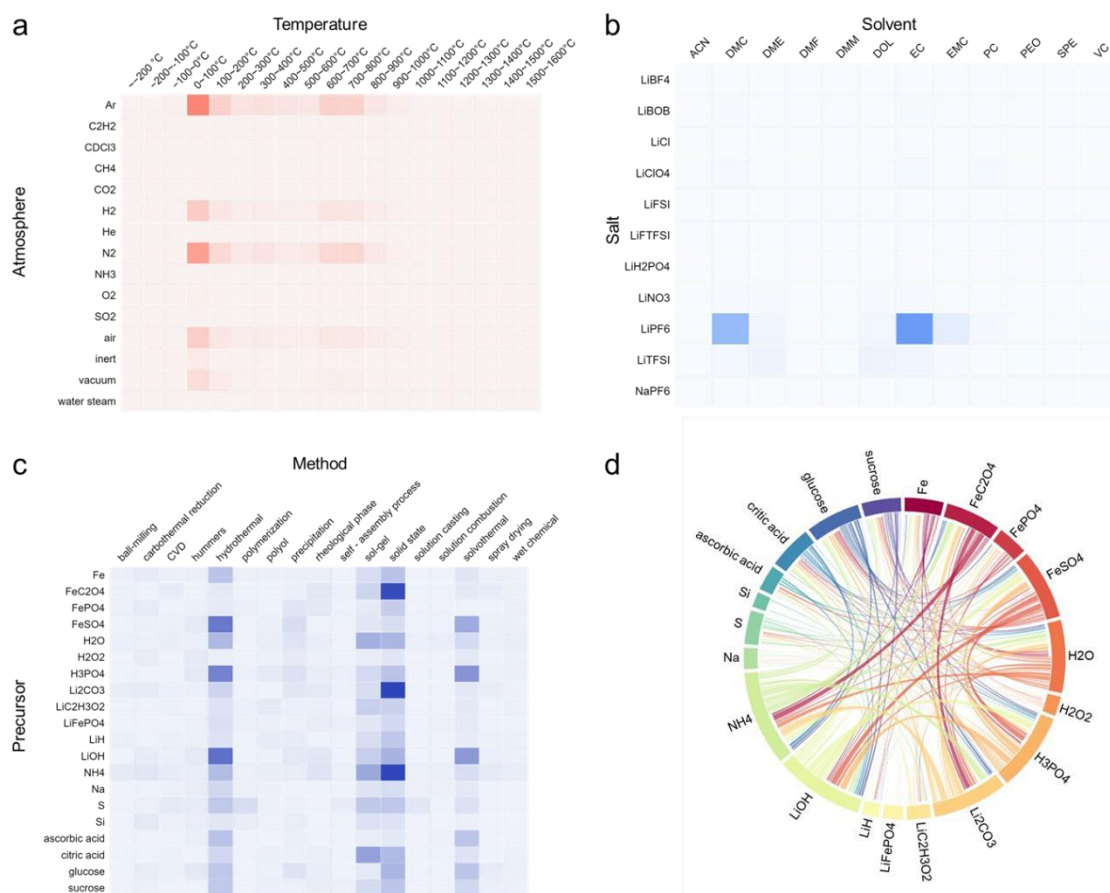 a
Temperature
~-200 °C
-200~-100°C
-100~0°C
0~100°C
100~200°C
200~300°C
300~400°C
400~500°C
500~600°C
600~700°C
700~800°C
800~900°C
900~1000°C
1000~1100°C
1100~1200°C
1200~1300°C
1300~1400°C
1400~1500°C
1500~1600°C
Atmosphere
Ar
C2H2
CDCl3
CH4
CO2
H2
He
N2
NH3
O2
SO2
air
inert
vacuum
water steam
b
Solvent
ACN
DMC
DME
DMF
DMM
DOL
EC
EMC
PC
PEO
SPE
VC
Salt
LiBF4
LiBOB
LiCl
LiClO4
LiFSI
LiFTFSI
LiH2PO4
LiNO3
LiPF6
LiTFSI
NaPF6
c
Method
ball-milling
carbothermal reduction
CVD
hummers
hydrothermal
polymerization
polyol
precipitation
rheological phase
self - assembly process
sol-gel
solid state
solution casting
solution combustion
solvothermal
spray drying
wet chemical
Precursor
Fe
FeC2O4
FePO4
FeSO4
H2O
H2O2
H3PO4
Li2CO3
LiC2H3O2
LiFePO4
LiH
LiOH
NH4
Na
S
Si
ascorbic acid
citric acid
glucose
sucrose
d
Fe
FeC2O4
FePO4
FeSO4
H2O
H2O2
H3PO4
Li2CO3
LiC2H3O2
LiFePO4
LiH
LiOH
NH4
Na
S
Si
ascorbic acid
critic acid
glucose
sucrose